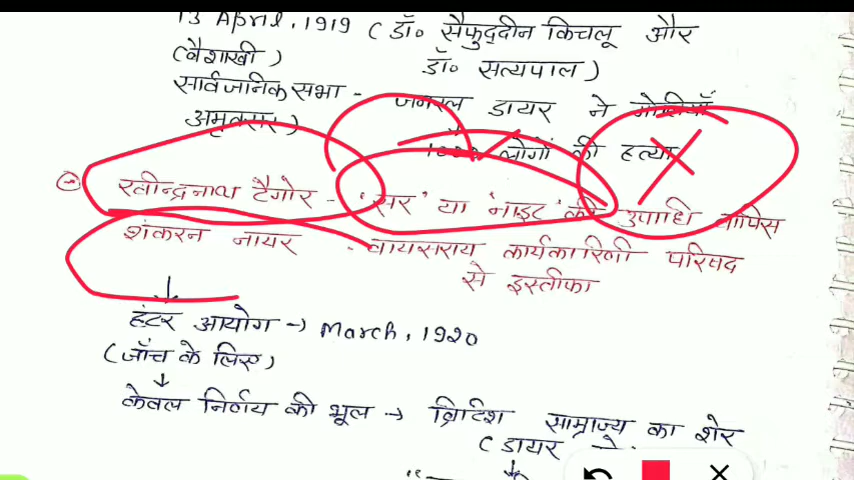 13 April, 1919 (डॉ० सैफुद्दीन किचलू और
(वैशाखी) डॉ० सत्यपाल)
सार्वजनिक सभा - जनरल डायर ने गोलियाँ
अमृतसर) 1000 लोगों की हत्या
रवीन्द्रनाथ टैगोर - 'सर' या 'नाइट' की उपाधि वापिस
शंकरन नायर - वायसराय कार्यकारिणी परिषद
से इस्तीफा
↓
हंटर आयोग → March, 1920
(जाँच के लिए)
↓
केवल निर्णय की भूल → ब्रिटिश साम्राज्य का शेर
(डायर